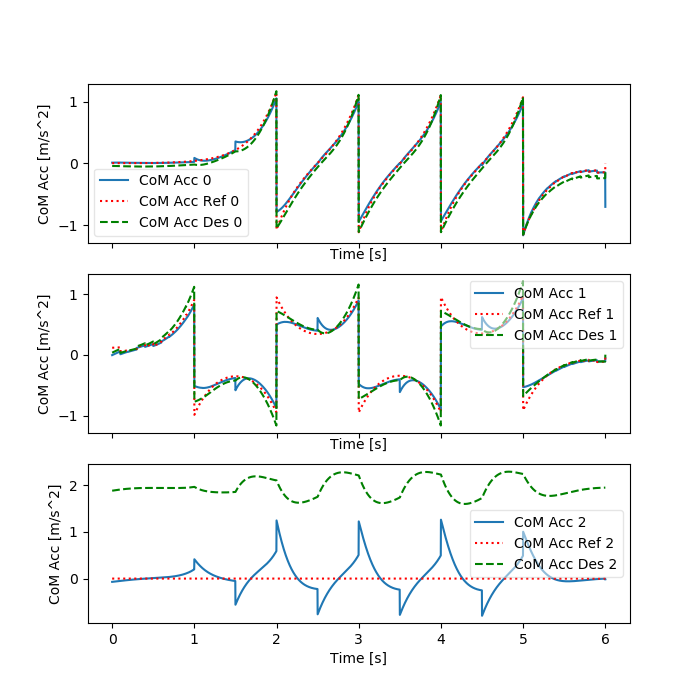 1
0
−1
CoM Acc [m/s^2]
CoM Acc 0
CoM Acc Ref 0
CoM Acc Des 0
Time [s]
1
0
−1
CoM Acc [m/s^2]
CoM Acc 1
CoM Acc Ref 1
CoM Acc Des 1
Time [s]
2
1
0
CoM Acc [m/s^2]
CoM Acc 2
CoM Acc Ref 2
CoM Acc Des 2
0 1 2 3 4 5 6
Time [s]